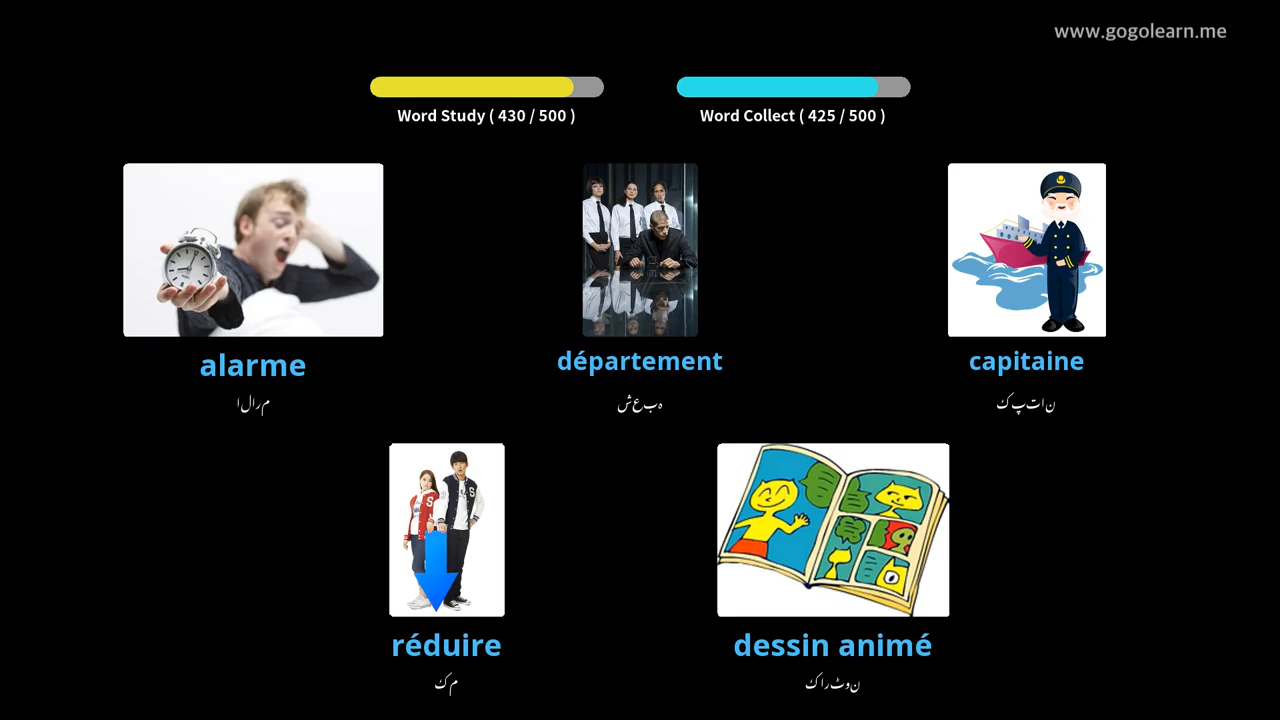 www.gogolearn.me
Word Study ( 430 / 500 )
Word Collect ( 425 / 500 )
alarme
الارم
département
شعبہ
capitaine
کپتان
réduire
کم
dessin animé
کارٹون